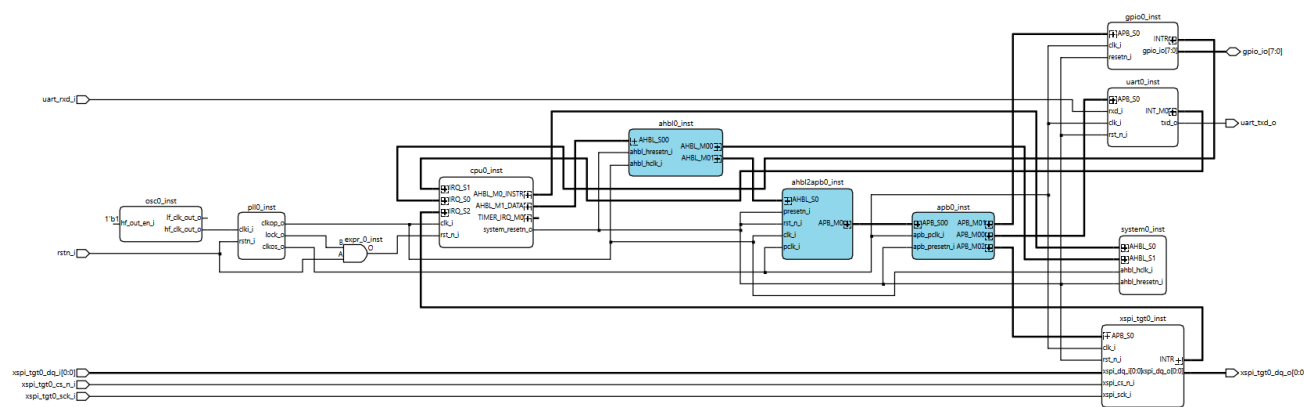 gpio0_inst
APB_S0
clk_i
resetn_i
INTR
gpio_io[7:0]
gpio_io[7:0]
uart0_inst
APB_S0
rxd_i
clk_i
rst_n_i
INT_M0
txd_o
uart_txd_o
uart_rxd_i
ahbl0_inst
AHBL_S00
ahbl_hresetn_i
ahbl_hclk_i
AHBL_M00
AHBL_M01
cpu0_inst
IRQ_S1
IRQ_S0
IRQ_S2
clk_i
rst_n_i
AHBL_M0_INSTR
AHBL_M1_DATA
TIMER_IRQ_M0
system_resetn_o
ahbl2apb0_inst
AHBL_S0
presetn_i
rst_n_i
clk_i
pclk_i
APB_M0
osc0_inst
1'b1
hf_out_en_i
lf_clk_out_o
hf_clk_out_o
pll0_inst
clki_i
rstn_i
clkop_o
lock_o
clkos_o
expr_0_inst
B
A
O
apb0_inst
APB_S00
apb_pclk_i
apb_presetn_i
APB_M01
APB_M00
APB_M02
system0_inst
AHBL_S0
AHBL_S1
ahbl_hclk_i
ahbl_hresetn_i
rstn_i
xspi_tgt0_inst
APB_S0
clk_i
rst_n_i
xspi_dq_i[0:0]
xspi_cs_n_i
xspi_sck_i
INTR
xspi_dq_o[0:0]
xspi_tgt0_dq_i[0:0]
xspi_tgt0_cs_n_i
xspi_tgt0_sck_i
xspi_tgt0_dq_o[0:0